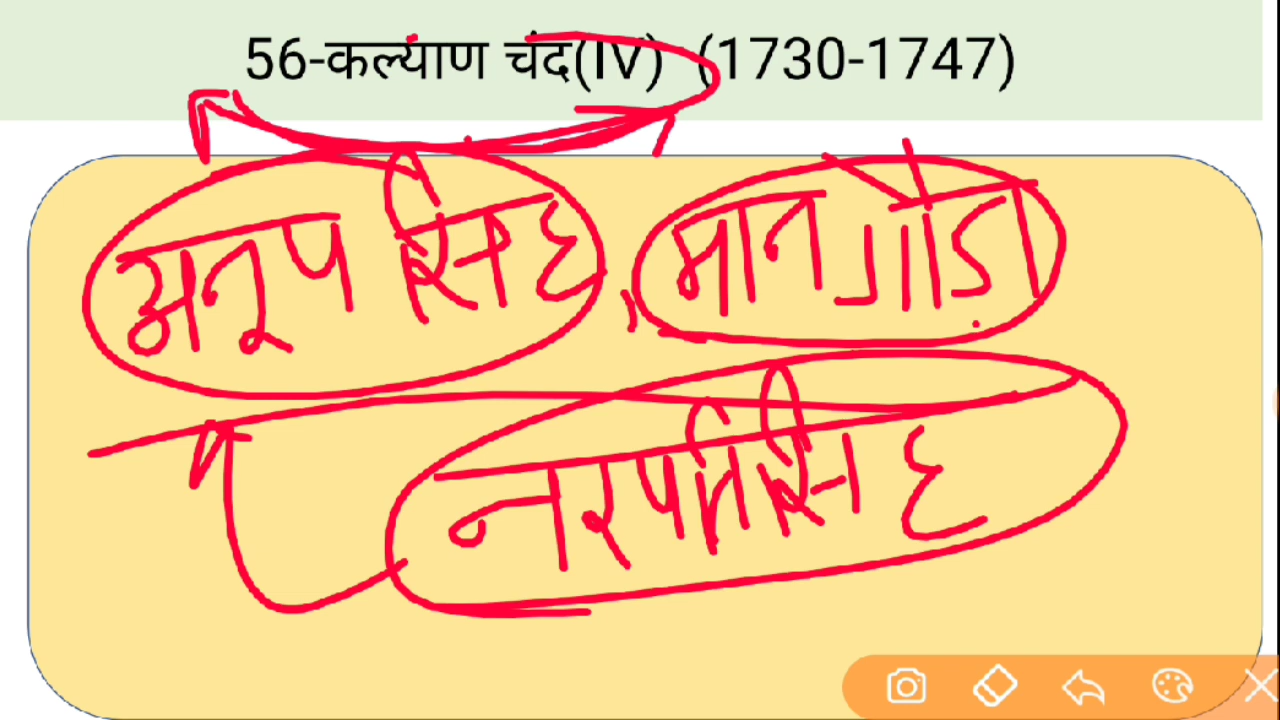 56-कल्याण चंद(IV) (1730-1747)
अनूप सिंह, मान गोडा
नरपत सिंह